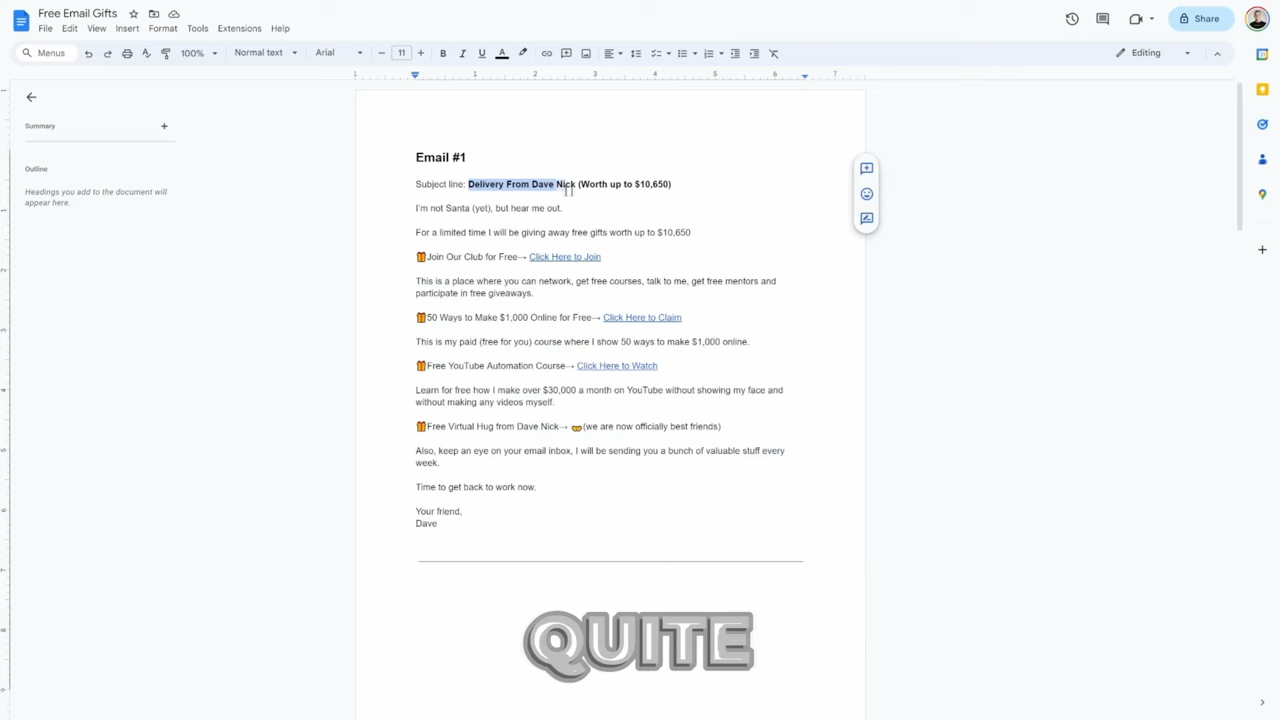 Free Email Gifts
File Edit View Insert Format Tools Extensions Help
Share
Menus
100%
Normal text
Arial
11
Editing
1 1 2 3 4 5 6 7
Summary
Outline
Headings you add to the document will
appear here.
Email #1
Subject line: Delivery From Dave Nick (Worth up to $10,650)
I'm not Santa (yet), but hear me out.
For a limited time I will be giving away free gifts worth up to $10,650
🎁Join Our Club for Free→ Click Here to Join
This is a place where you can network, get free courses, talk to me, get free mentors and
participate in free giveaways.
🎁50 Ways to Make $1,000 Online for Free→ Click Here to Claim
This is my paid (free for you) course where I show 50 ways to make $1,000 online.
🎁Free YouTube Automation Course→ Click Here to Watch
Learn for free how I make over $30,000 a month on YouTube without showing my face and
without making any videos myself.
🎁Free Virtual Hug from Dave Nick→ 🤝(we are now officially best friends)
Also, keep an eye on your email inbox, I will be sending you a bunch of valuable stuff every
week.
Time to get back to work now.
Your friend,
Dave
QUITE